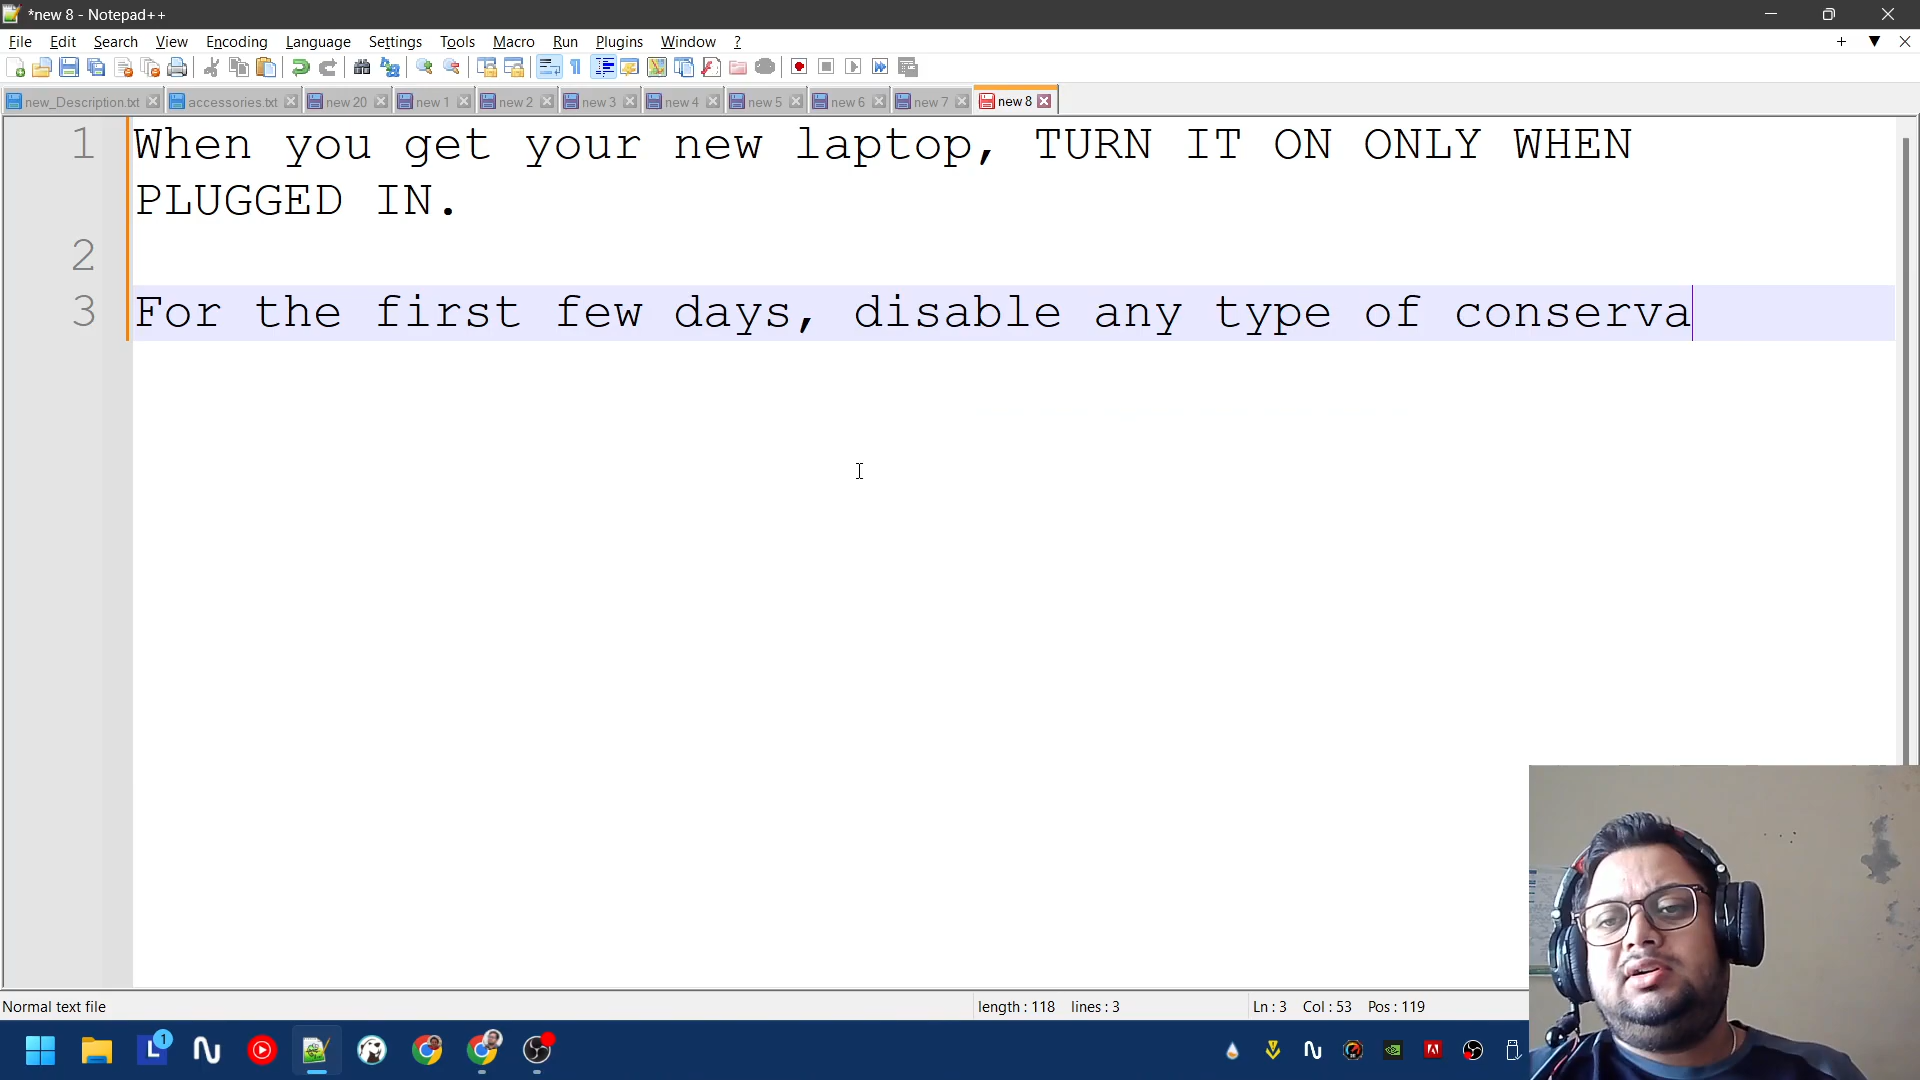 *new 8 - Notepad++
File Edit Search View Encoding Language Settings Tools Macro Run Plugins Window ?
new_Description.txt accessories.txt new 20 new 1 new 2 new 3 new 4 new 5 new 6 new 7 new 8
1 When you get your new laptop, TURN IT ON ONLY WHEN
PLUGGED IN.
2
3 For the first few days, disable any type of conserva
Normal text file length : 118 lines : 3 Ln : 3 Col : 53 Pos : 119
L 1